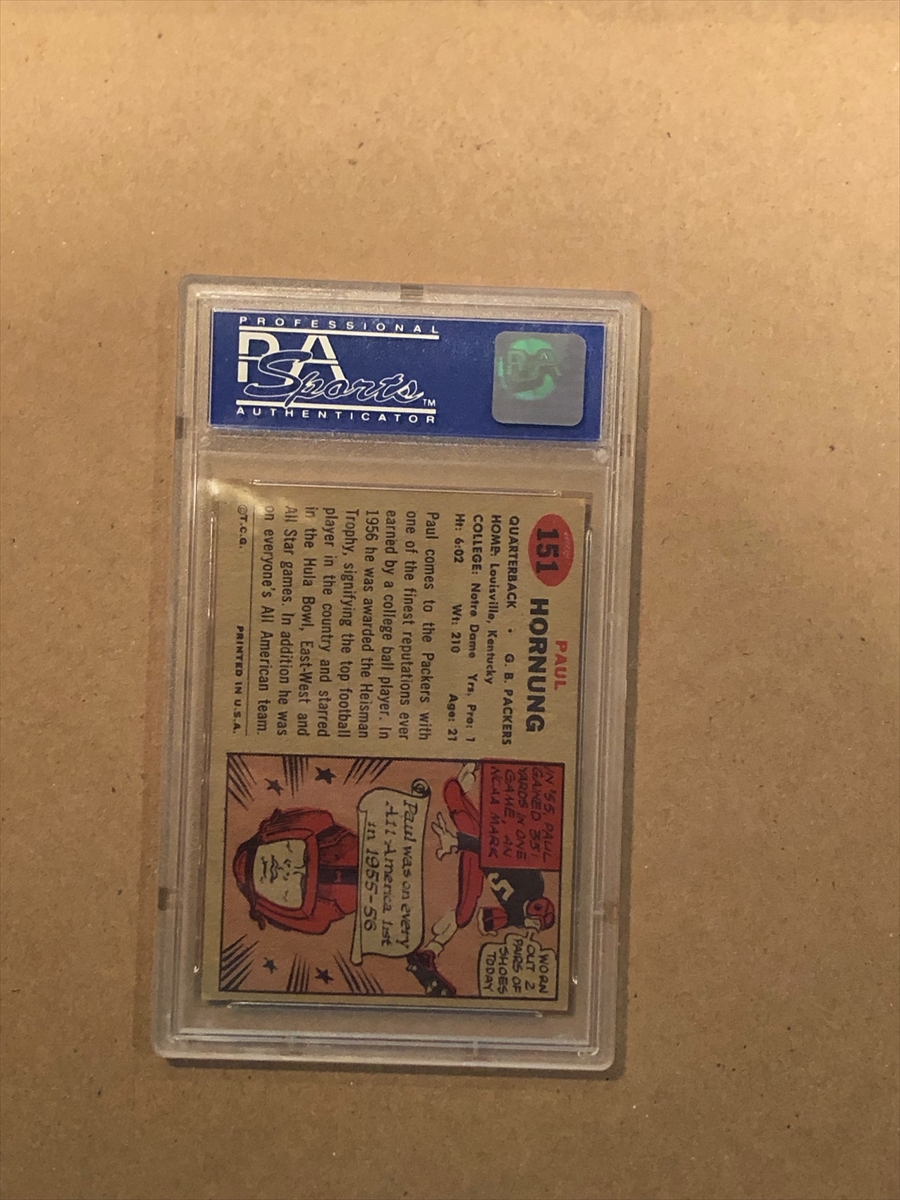 PROFESSIONAL
PSA
Sports™
AUTHENTICATOR
PSA
151
PAUL
HORNUNG
QUARTERBACK • G. B. PACKERS
HOME: Louisville, Kentucky
COLLEGE: Notre Dame Yrs. Pro: 1
Ht: 6:02 Wt: 210 Age: 21
Paul comes to the Packers with
one of the finest reputations ever
earned by a college ball player. In
1956 he was awarded the Heisman
Trophy, signifying the top football
player in the country and starred
in the Hula Bowl, East-West and
All Star games. In addition he was
on everyone's All American team.
©T.C.G. PRINTED IN U.S.A.
IN '55 PAUL
GAINED 351
YARDS IN ONE
GAME, AN
NCAA MARK
WORN
OUT 2
PAIRS OF
SHOES
TODAY
Paul was on every
All-America list
in 1955-56